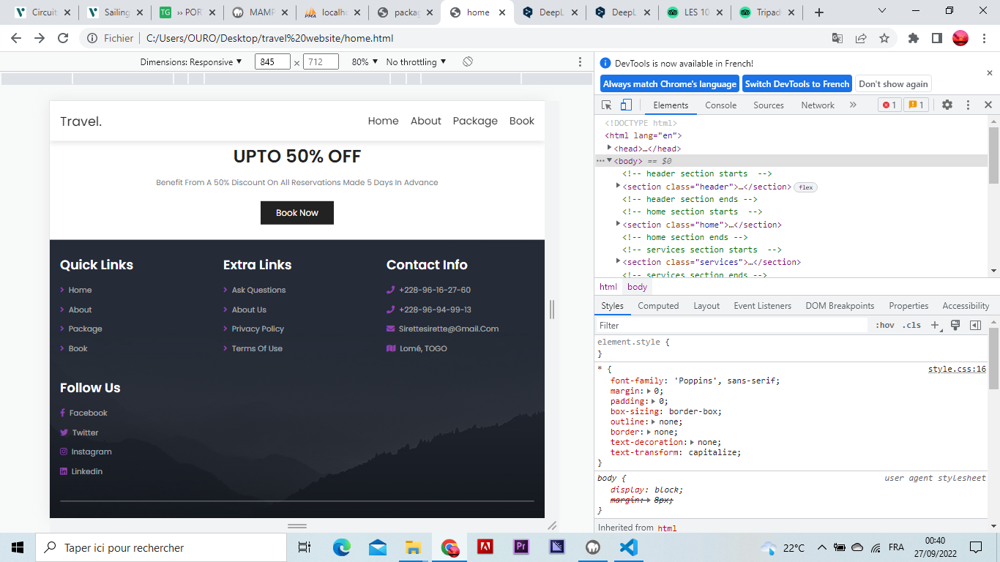 Circuit
Sailing
TG
›› POR
MAMP
localho
packag
home
DeepL
DeepL
LES 10
Tripad
Fichier
C:/Users/OURO/Desktop/travel%20website/home.html
Dimensions: Responsive
845
×
712
80%
No throttling
Travel.
Home
About
Package
Book
UPTO 50% OFF
Benefit From A 50% Discount On All Reservations Made 5 Days In Advance
Book Now
Quick Links
Home
About
Package
Book
Extra Links
Ask Questions
About Us
Privacy Policy
Terms Of Use
Contact Info
+228-96-16-27-60
+228-96-94-99-13
Sirettesirette@Gmail.Com
Lomé, TOGO
Follow Us
Facebook
Twitter
Instagram
Linkedin
DevTools is now available in French!
Always match Chrome's language
Switch DevTools to French
Don't show again
Elements
Console
Sources
Network
1
1
<!DOCTYPE html>
<html lang="en">
<head>…</head>
<body> == $0
<!-- header section starts -->
<section class="header">…</section> flex
<!-- header section ends -->
<!-- home section starts -->
<section class="home">…</section>
<!-- home section ends -->
<!-- services section starts -->
<section class="services">…</section>
<!-- services section ends -->
html
body
Styles
Computed
Layout
Event Listeners
DOM Breakpoints
Properties
Accessibility
Filter
:hov
.cls
element.style {
}
* {
style.css:16
font-family: 'Poppins', sans-serif;
margin: 0;
padding: 0;
box-sizing: border-box;
outline: none;
border: none;
text-decoration: none;
text-transform: capitalize;
}
body {
user agent stylesheet
display: block;
margin: 8px;
}
Inherited from html
Taper ici pour rechercher
22°C
FRA
00:40
27/09/2022